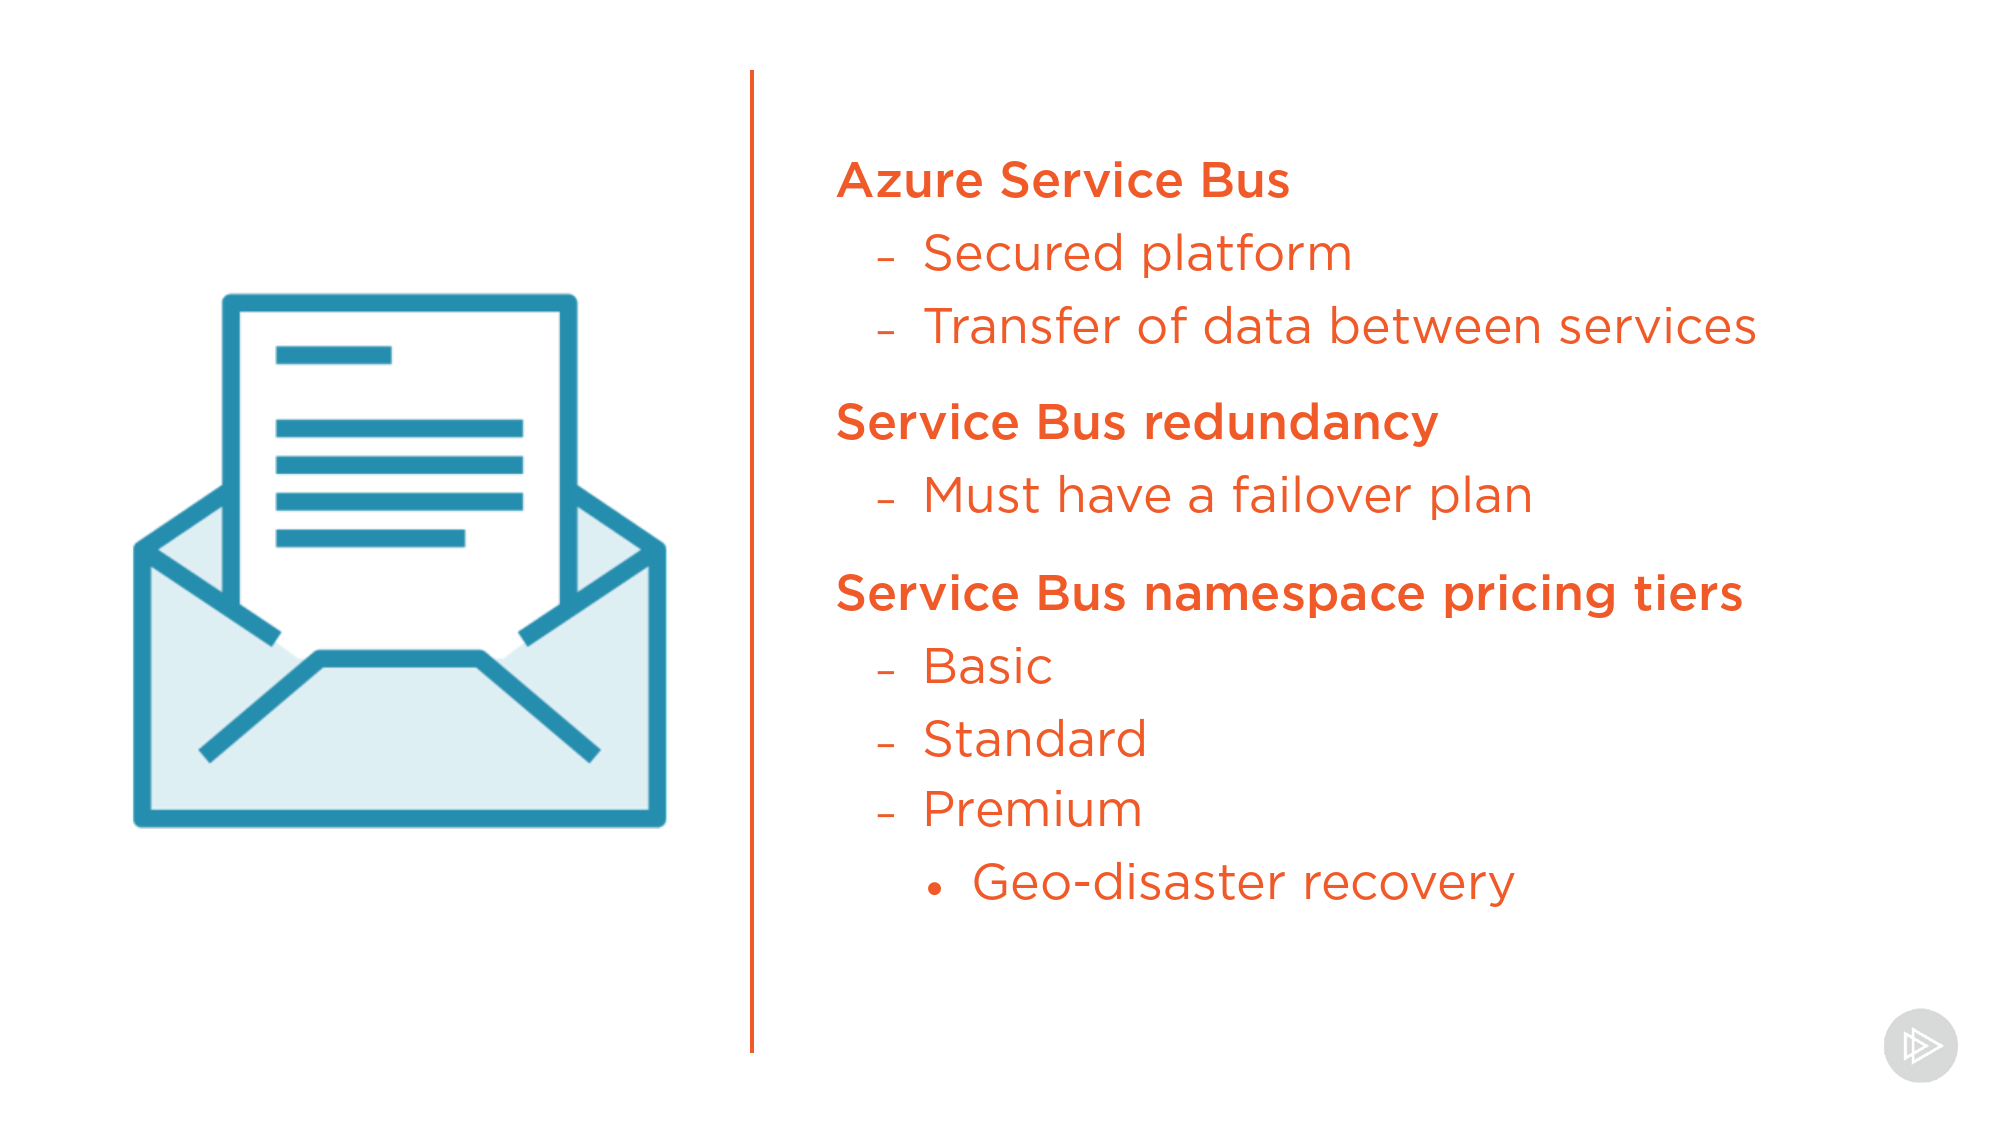 Azure Service Bus
– Secured platform
– Transfer of data between services
Service Bus redundancy
– Must have a failover plan
Service Bus namespace pricing tiers
– Basic
– Standard
– Premium
• Geo-disaster recovery